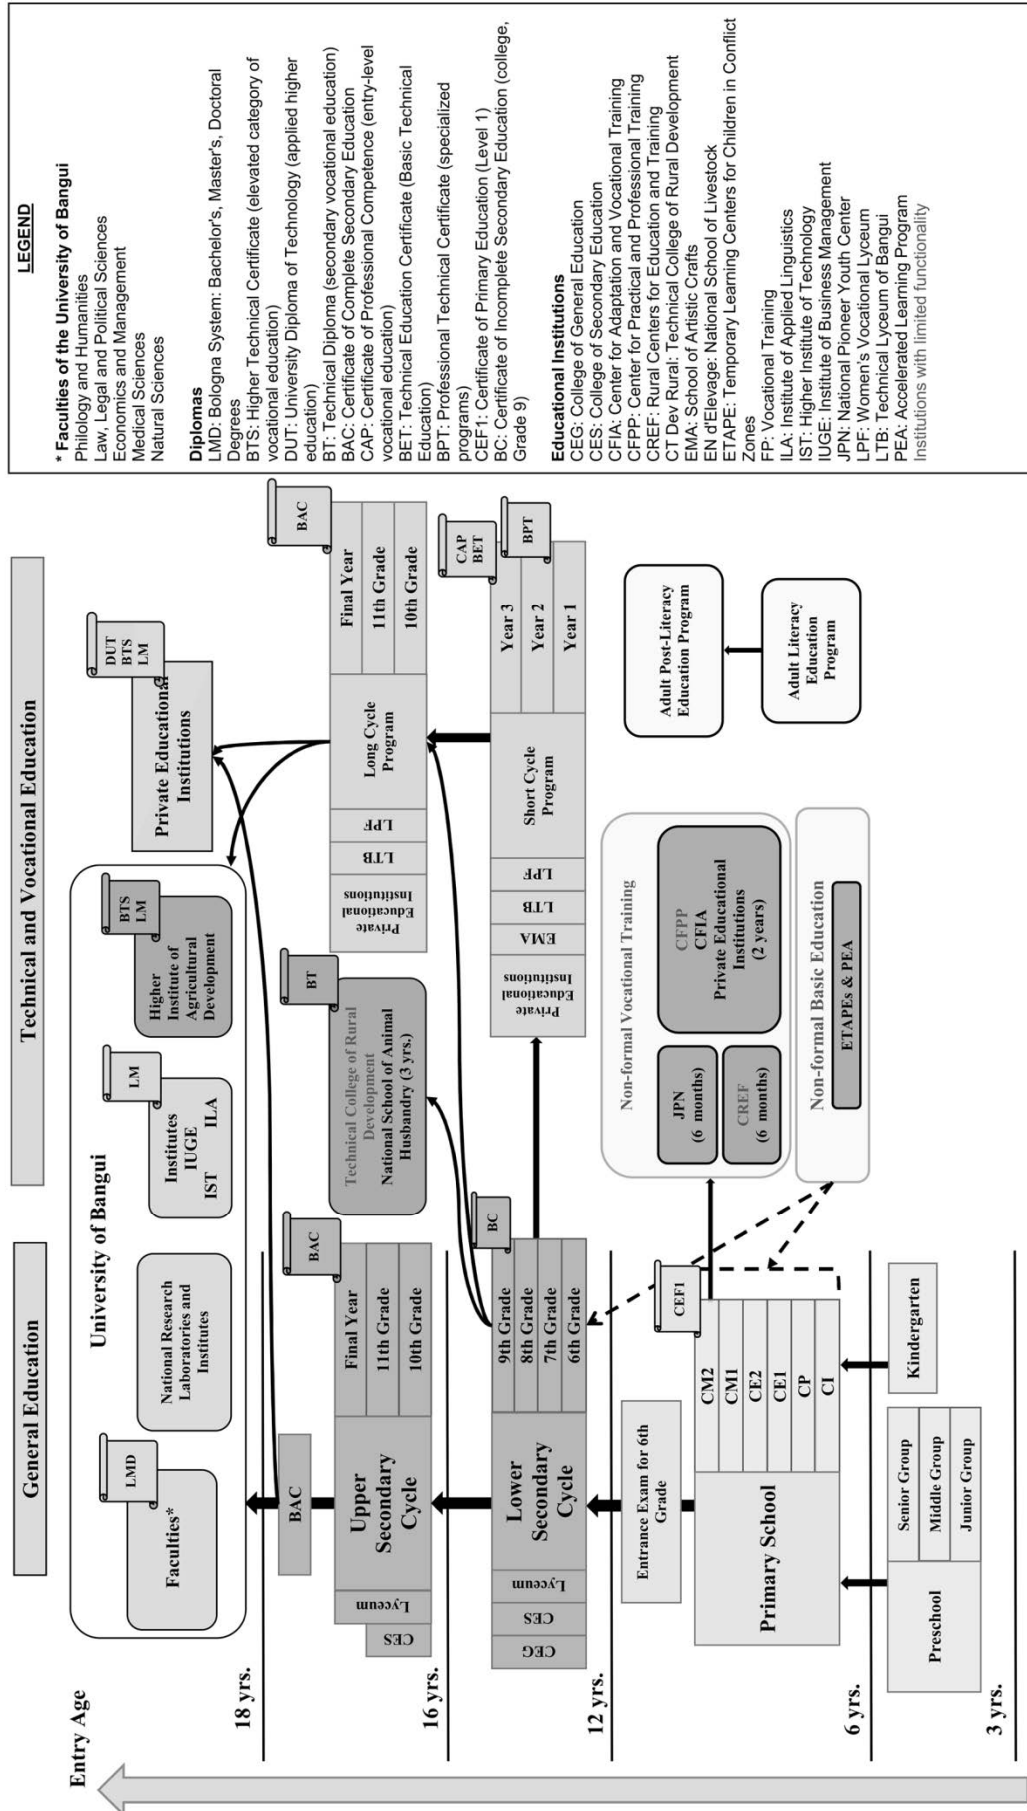 General Education
Technical and Vocational Education
Entry Age
18 yrs.
16 yrs.
12 yrs.
6 yrs.
3 yrs.
University of Bangui
Faculties*
LMD
National Research
Laboratories and
Institutes
Institutes
IUGE
IST
ILA
LM
Higher
Institute of
Agricultural
Development
BTS
LM
Private Educational
Institutions
DUT
BTS
LM
BAC
CES
Lyceum
Upper
Secondary
Cycle
Final Year
11th Grade
10th Grade
BAC
Technical College of Rural
Development
National School of Animal
Husbandry (3 yrs.)
BT
Private
Educational
Institutions
LTB
LPF
Long Cycle
Program
Final Year
11th Grade
10th Grade
BAC
CEG
CES
Lyceum
Lower
Secondary
Cycle
9th Grade
8th Grade
7th Grade
6th Grade
BC
Private
Educational
Institutions
EMA
LTB
LPF
Short Cycle
Program
Year 3
Year 2
Year 1
CAP
BET
BPT
Entrance Exam for 6th
Grade
Primary School
CM2
CM1
CE2
CE1
CP
CI
CEF1
Non-formal Vocational Training
JPN
(6 months)
CREF
(6 months)
CFPP
CFIA
Private Educational
Institutions
(2 years)
Non-formal Basic Education
ETAPEs & PEA
Adult Post-Literacy
Education Program
Adult Literacy
Education
Program
Preschool
Senior Group
Middle Group
Junior Group
Kindergarten
LEGEND
* Faculties of the University of Bangui
Philology and Humanities
Law, Legal and Political Sciences
Economics and Management
Medical Sciences
Natural Sciences
Diplomas
LMD: Bologna System: Bachelor's, Master's, Doctoral
Degrees
BTS: Higher Technical Certificate (elevated category of
vocational education)
DUT: University Diploma of Technology (applied higher
education)
BT: Technical Diploma (secondary vocational education)
BAC: Certificate of Complete Secondary Education
CAP: Certificate of Professional Competence (entry-level
vocational education)
BET: Technical Education Certificate (Basic Technical
Education)
BPT: Professional Technical Certificate (specialized
programs)
CEF1: Certificate of Primary Education (Level 1)
BC: Certificate of Incomplete Secondary Education (college,
Grade 9)
Educational Institutions
CEG: College of General Education
CES: College of Secondary Education
CFIA: Center for Adaptation and Vocational Training
CFPP: Center for Practical and Professional Training
CREF: Rural Centers for Education and Training
CT Dev Rural: Technical College of Rural Development
EMA: School of Artistic Crafts
EN d'Elevage: National School of Livestock
ETAPE: Temporary Learning Centers for Children in Conflict
Zones
FP: Vocational Training
ILA: Institute of Applied Linguistics
IST: Higher Institute of Technology
IUGE: Institute of Business Management
JPN: National Pioneer Youth Center
LPF: Women's Vocational Lyceum
LTB: Technical Lyceum of Bangui
PEA: Accelerated Learning Program
Institutions with limited functionality